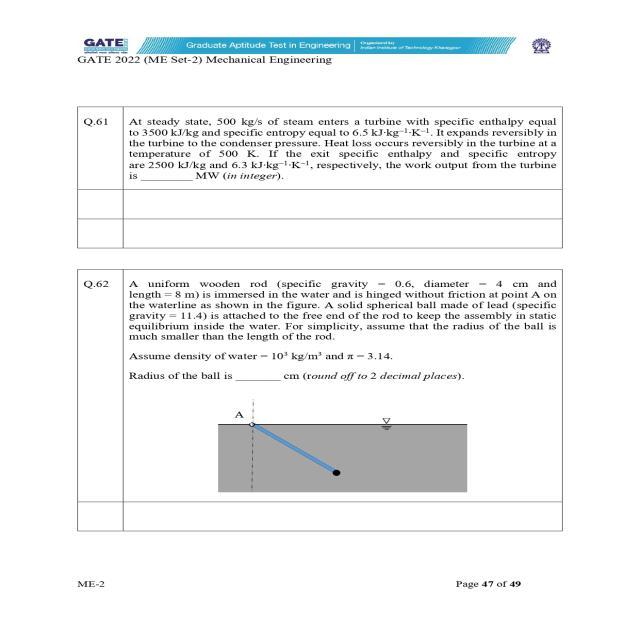 GATE
Graduate Aptitude Test in Engineering
Organised by
Indian Institute of Technology Kharagpur
GATE 2022 (ME Set-2) Mechanical Engineering
Q.61
At steady state, 500 kg/s of steam enters a turbine with specific enthalpy equal
to 3500 kJ/kg and specific entropy equal to 6.5 kJ·kg⁻¹·K⁻¹. It expands reversibly in
the turbine to the condenser pressure. Heat loss occurs reversibly in the turbine at a
temperature of 500 K. If the exit specific enthalpy and specific entropy
are 2500 kJ/kg and 6.3 kJ·kg⁻¹·K⁻¹, respectively, the work output from the turbine
is ________ MW (in integer).
Q.62
A uniform wooden rod (specific gravity = 0.6, diameter = 4 cm and
length = 8 m) is immersed in the water and is hinged without friction at point A on
the waterline as shown in the figure. A solid spherical ball made of lead (specific
gravity = 11.4) is attached to the free end of the rod to keep the assembly in static
equilibrium inside the water. For simplicity, assume that the radius of the ball is
much smaller than the length of the rod.
Assume density of water = 10³ kg/m³ and π = 3.14.
Radius of the ball is _______ cm (round off to 2 decimal places).
A
ME-2
Page 47 of 49